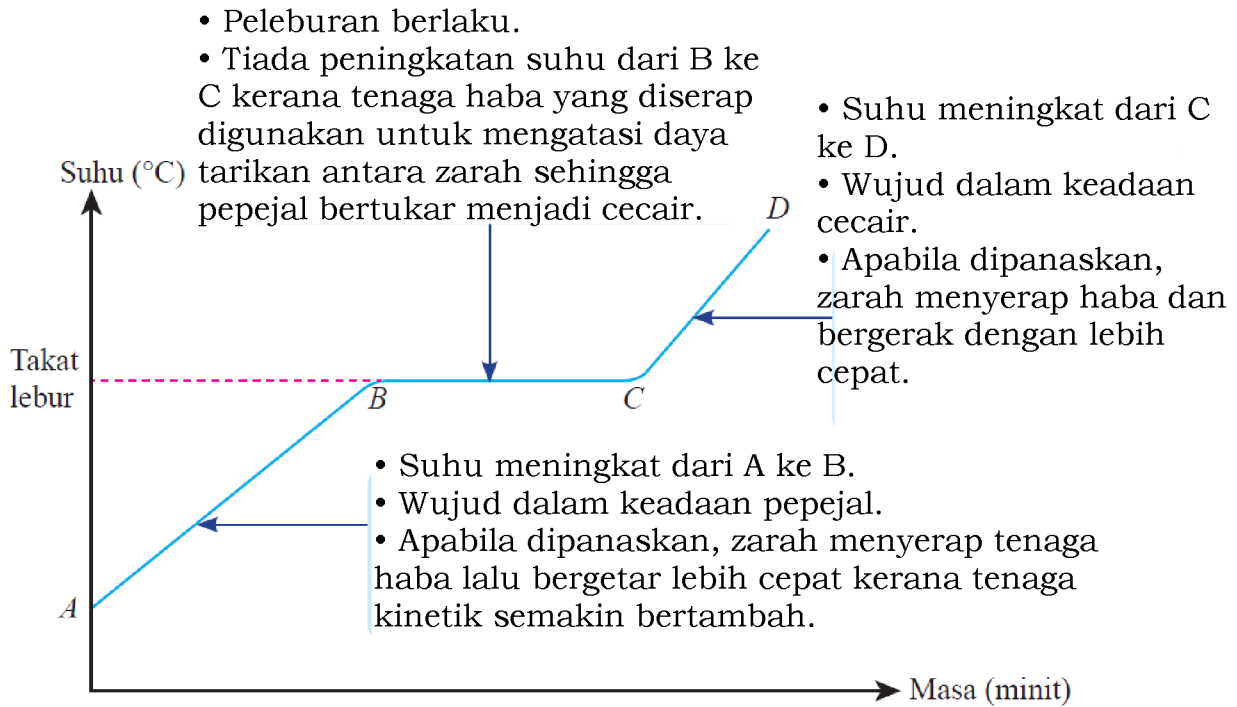 • Peleburan berlaku.
• Tiada peningkatan suhu dari B ke
C kerana tenaga haba yang diserap
digunakan untuk mengatasi daya
tarikan antara zarah sehingga
pepejal bertukar menjadi cecair.
Suhu (°C)
• Suhu meningkat dari C
ke D.
• Wujud dalam keadaan
cecair.
• Apabila dipanaskan,
zarah menyerap haba dan
bergerak dengan lebih
cepat.
D
Takat
lebur
B
C
• Suhu meningkat dari A ke B.
• Wujud dalam keadaan pepejal.
• Apabila dipanaskan, zarah menyerap tenaga
haba lalu bergetar lebih cepat kerana tenaga
kinetik semakin bertambah.
A
Masa (minit)